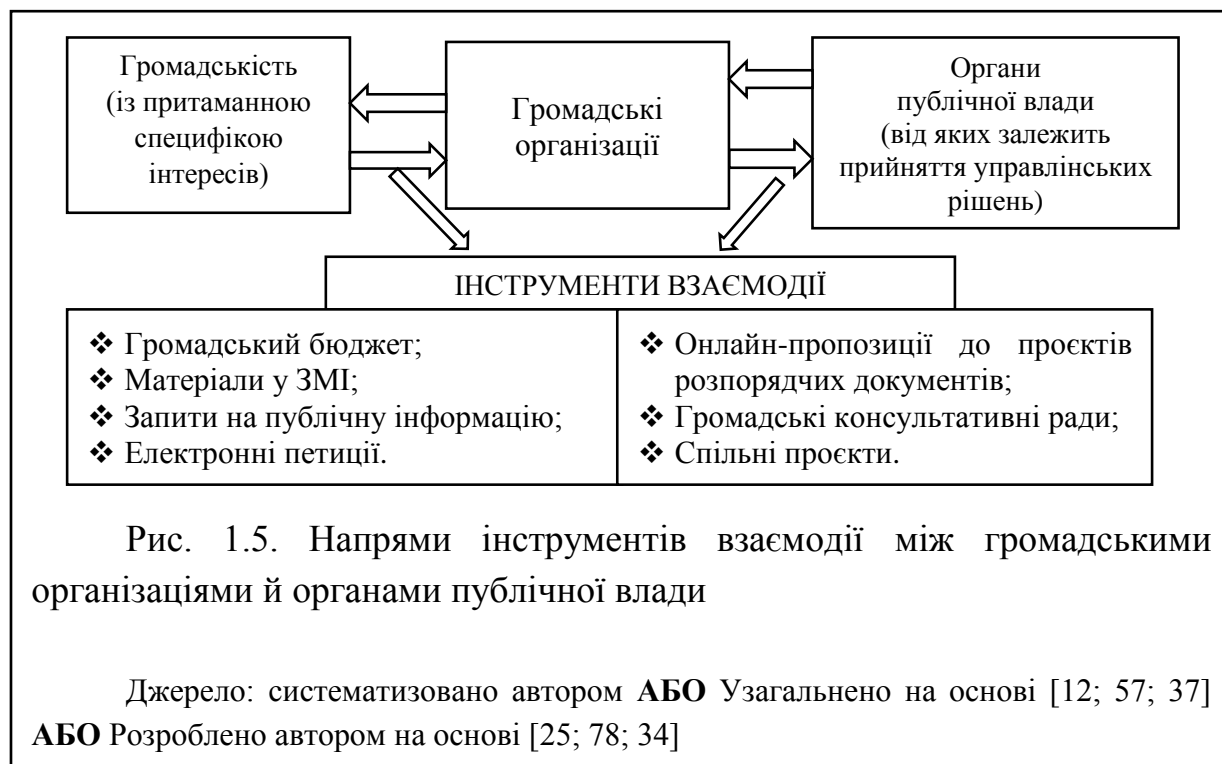 Громадськість
(із притаманною
специфікою
інтересів)
Громадські
організації
Органи
публічної влади
(від яких залежить
прийняття управлінських
рішень)
ІНСТРУМЕНТИ ВЗАЄМОДІЇ
❖ Громадський бюджет;
❖ Матеріали у ЗМІ;
❖ Запити на публічну інформацію;
❖ Електронні петиції.
❖ Онлайн-пропозиції до проєктів
розпорядчих документів;
❖ Громадські консультативні ради;
❖ Спільні проєкти.
Рис. 1.5. Напрями інструментів взаємодії між громадськими
організаціями й органами публічної влади
Джерело: систематизовано автором АБО Узагальнено на основі [12; 57; 37]
АБО Розроблено автором на основі [25; 78; 34]